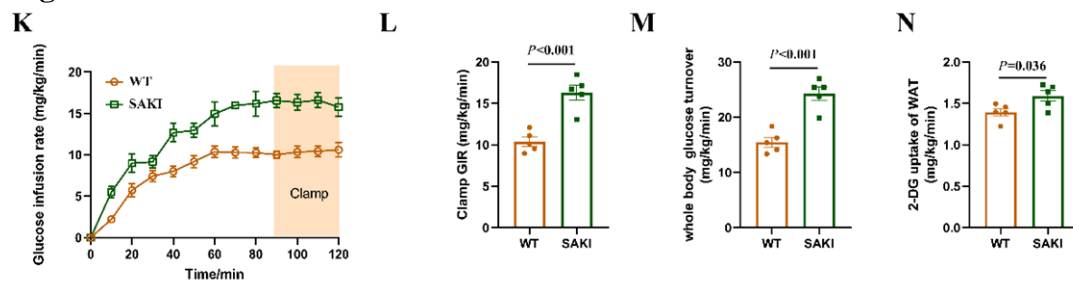 K
Glucose infusion rate (mg/kg/min)
20
15
10
5
0
WT
SAKI
Clamp
0
20
40
60
80
100
120
Time/min
L
Clamp GIR (mg/kg/min)
20
15
10
5
0
P<0.001
WT
SAKI
M
whole body glucose turnover
(mg/kg/min)
30
20
10
0
P<0.001
WT
SAKI
N
2-DG uptake of WAT
(mg/kg/min)
2.0
1.5
1.0
0.5
0.0
P=0.036
WT
SAKI